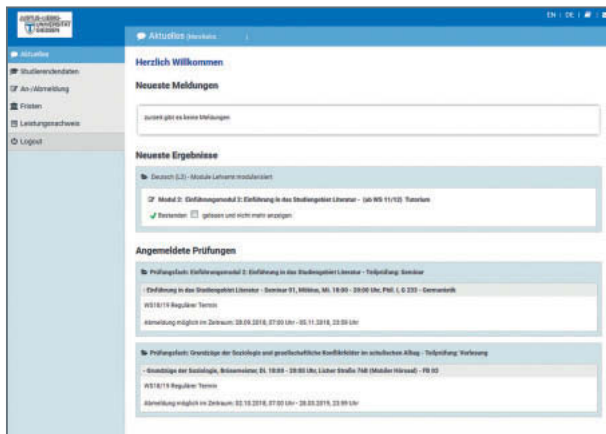 JUSTUS-LIEBIG-
UNIVERSITÄT
GIESSEN
EN | DE |
Aktuelles
Aktuelles
Studierendendaten
An-/Abmeldung
Fristen
Leistungsnachweis
Logout
Herzlich Willkommen
Neueste Meldungen
zurzeit gibt es keine Meldungen
Neueste Ergebnisse
Deutsch (L3) - Module Lehramt modularisiert
Modul 2: Einführungsmodul 2: Einführung in das Studiengebiet Literatur - (ab WS 11/12) Tutorium
Bestanden gelesen und nicht mehr anzeigen
Angemeldete Prüfungen
Prüfungsfach: Einführungsmodul 2: Einführung in das Studiengebiet Literatur - Teilprüfung: Seminar
- Einführung in das Studiengebiet Literatur - Seminar 01, Möbius, Mi. 18:00 - 20:00 Uhr, Phil. I, G 233 - Germanistik
WS18/19 Regulärer Termin
Abmeldung möglich im Zeitraum: 28.09.2018, 07:00 Uhr - 05.11.2018, 23:59 Uhr
Prüfungsfach: Grundzüge der Soziologie und gesellschaftliche Konfliktfelder im schulischen Alltag - Teilprüfung: Vorlesung
- Grundzüge der Soziologie, Brüsemeister, Di. 18:00 - 20:00 Uhr, Licher Straße 76B (Mobiler Hörsaal) - FB 03
WS18/19 Regulärer Termin
Abmeldung möglich im Zeitraum: 02.10.2018, 07:00 Uhr - 28.03.2019, 23:59 Uhr